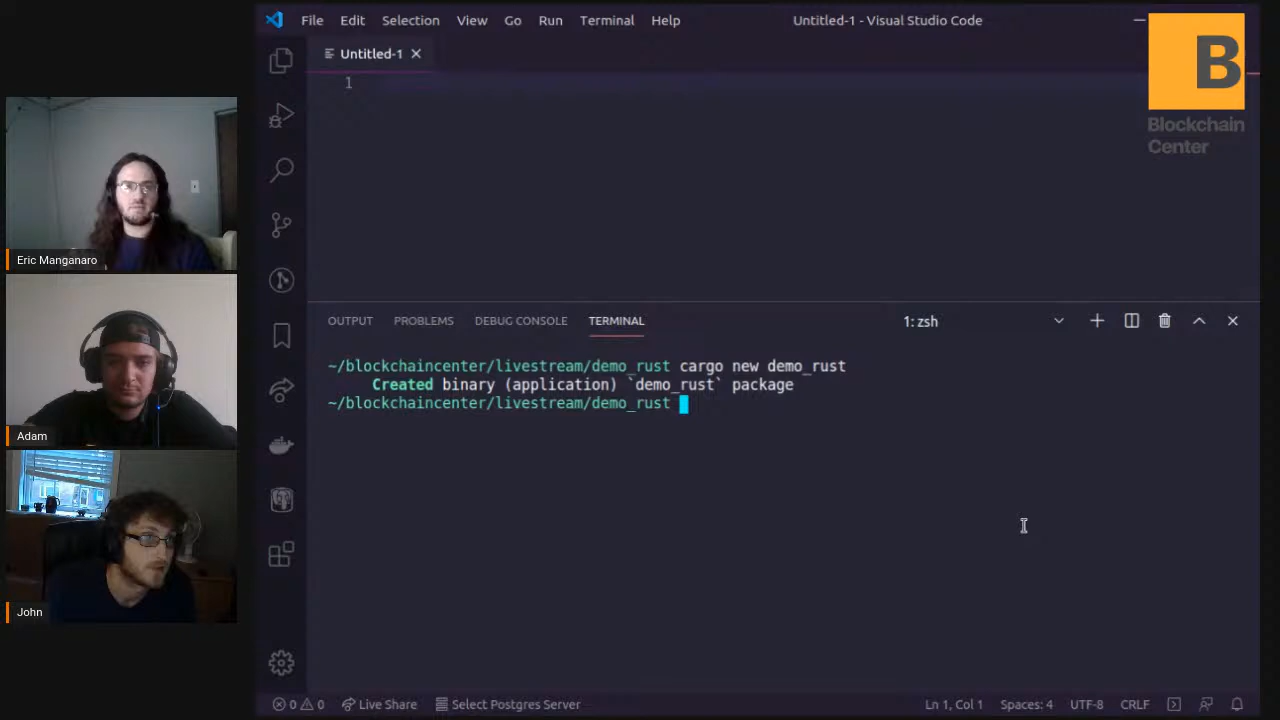 File Edit Selection View Go Run Terminal Help
Untitled-1 - Visual Studio Code
Untitled-1
1
B
Blockchain
Center
Eric Manganaro
Adam
John
OUTPUT PROBLEMS DEBUG CONSOLE TERMINAL
1: zsh
~/blockchaincenter/livestream/demo_rust cargo new demo_rust
Created binary (application) `demo_rust` package
~/blockchaincenter/livestream/demo_rust
0 0 Live Share Select Postgres Server
Ln 1, Col 1 Spaces: 4 UTF-8 CRLF